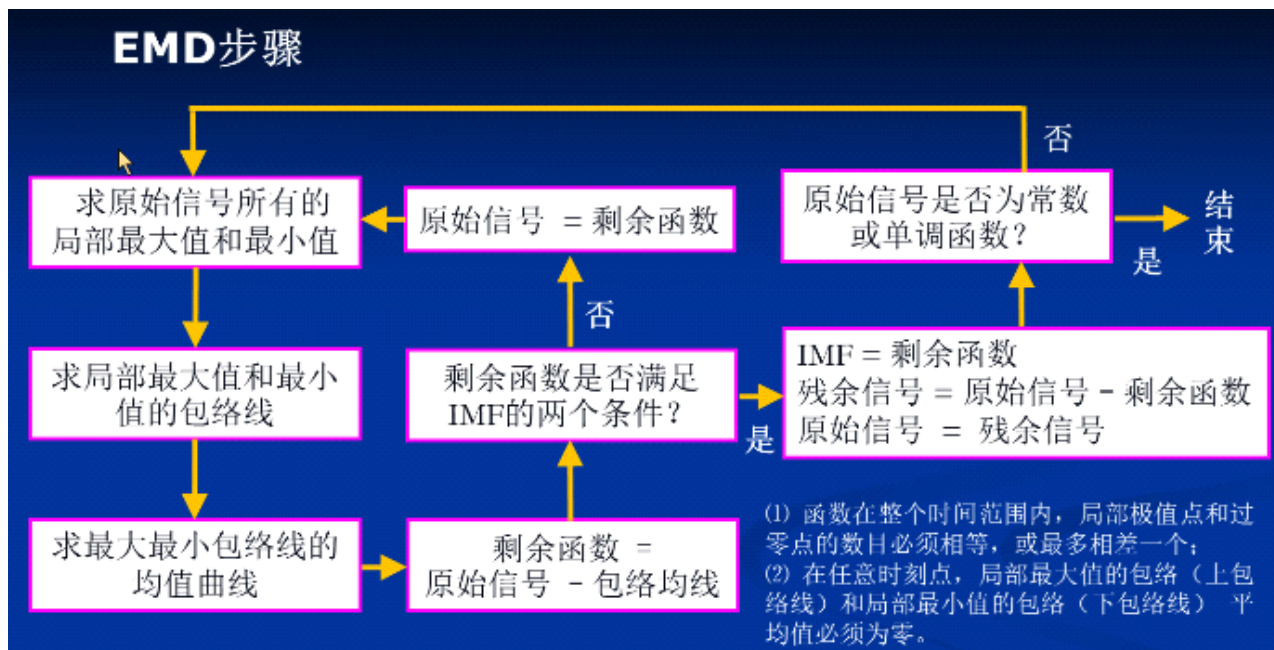 EMD步骤
否
求原始信号所有的
局部最大值和最小值
原始信号 = 剩余函数
原始信号是否为常数
或单调函数?
结
束
是
否
求局部最大值和最小
值的包络线
剩余函数是否满足
IMF的两个条件?
IMF = 剩余函数
残余信号 = 原始信号 - 剩余函数
原始信号 = 残余信号
是
求最大最小包络线的
均值曲线
剩余函数 =
原始信号 - 包络均线
⑴ 函数在整个时间范围内，局部极值点和过
零点的数目必须相等，或最多相差一个；
⑵ 在任意时刻点，局部最大值的包络（上包
络线）和局部最小值的包络（下包络线） 平
均值必须为零。